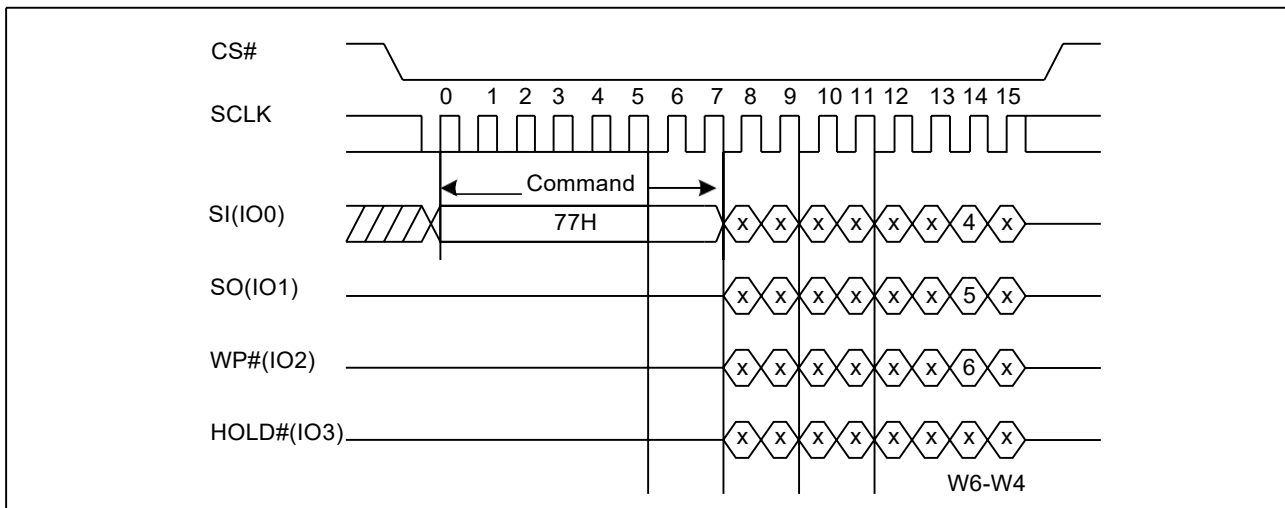 CS#
0 1 2 3 4 5 6 7 8 9 10 11 12 13 14 15
SCLK
Command
SI(IO0) 77H x x x x x x 4 x
SO(IO1) x x x x x x 5 x
WP#(IO2) x x x x x x 6 x
HOLD#(IO3) x x x x x x x x
W6-W4